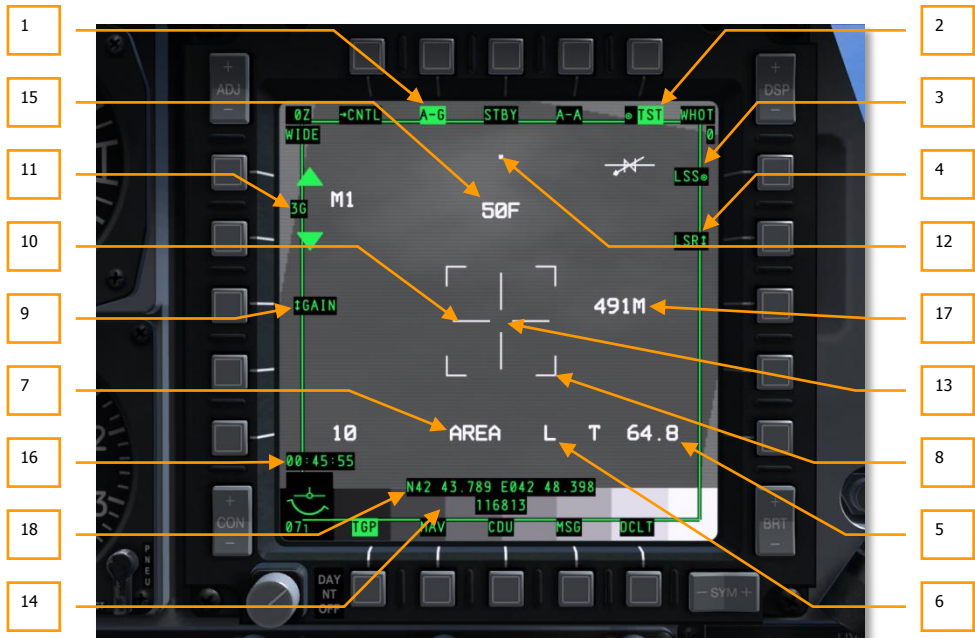 1
2
15
3
11
4
10
12
9
17
7
13
16
8
18
5
14
6
+
ADJ
-
+
DSP
-
0Z →CNTL A-G STBY A-A TST WHOT
WIDE 0
LSS
M1
3G
50F
LSR↕
↕GAIN
491M
10 AREA L T 64.8
00:45:55
N42 43.789 E042 48.398
116813
TGP NAV CDU MSG DCLT
+
CON
-
+
BRT
-
PNEU
DAY
NT
OFF
- SYM +
3